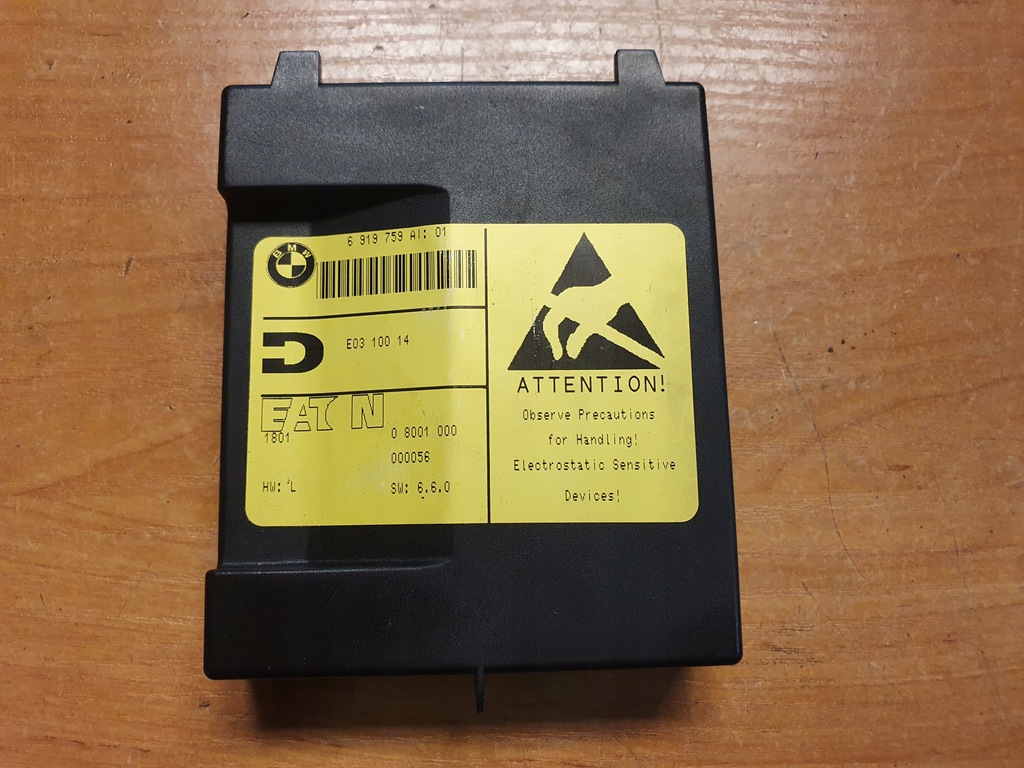 BMW
6 919 759 AI: 01
E03 100 14
EATON
1801
0 8001 000
000056
HW: L
SW: 6.6.0
ATTENTION!
Observe Precautions
for Handling!
Electrostatic Sensitive
Devices!